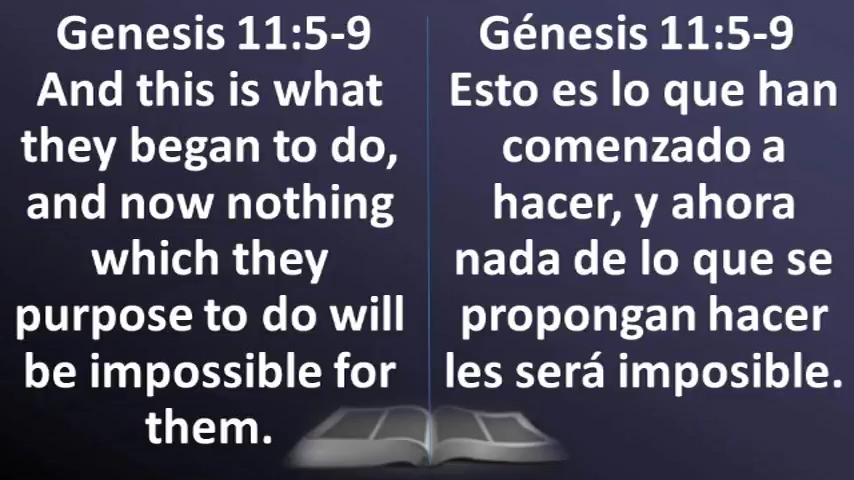 Genesis 11:5-9
And this is what
they began to do,
and now nothing
which they
purpose to do will
be impossible for
them.
Génesis 11:5-9
Esto es lo que han
comenzado a
hacer, y ahora
nada de lo que se
propongan hacer
les será imposible.